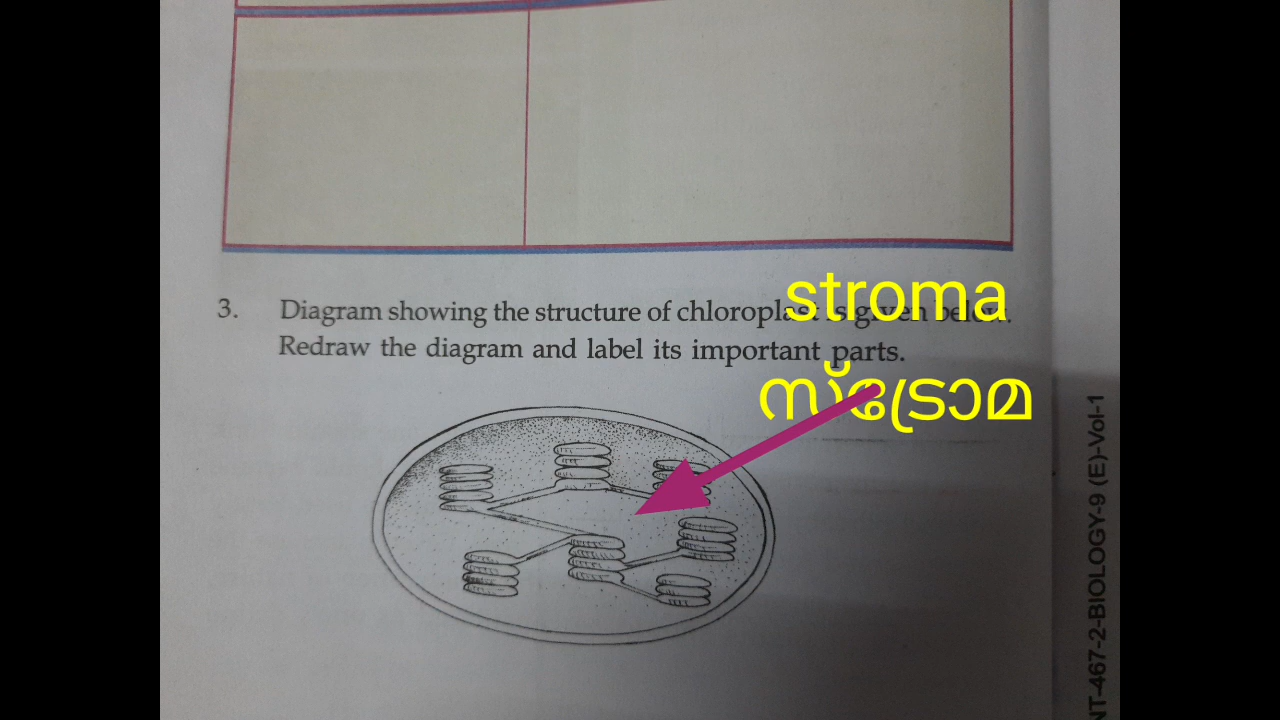 3. Diagram showing the structure of chloroplast is given below.
Redraw the diagram and label its important parts.
stroma
സ്ട്രോമ
NT-467-2-BIOLOGY-9 (E)-Vol-1